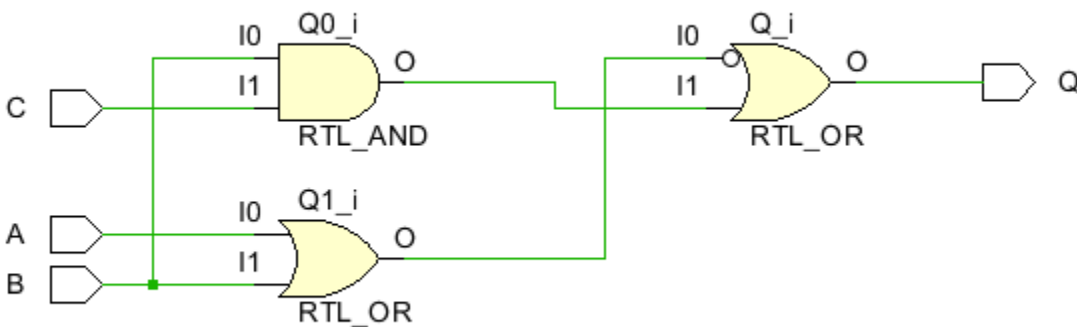 Q0_i
I0
I1
O
RTL_AND
C
Q_i
I0
I1
O
RTL_OR
Q
Q1_i
A
I0
I1
O
B
RTL_OR